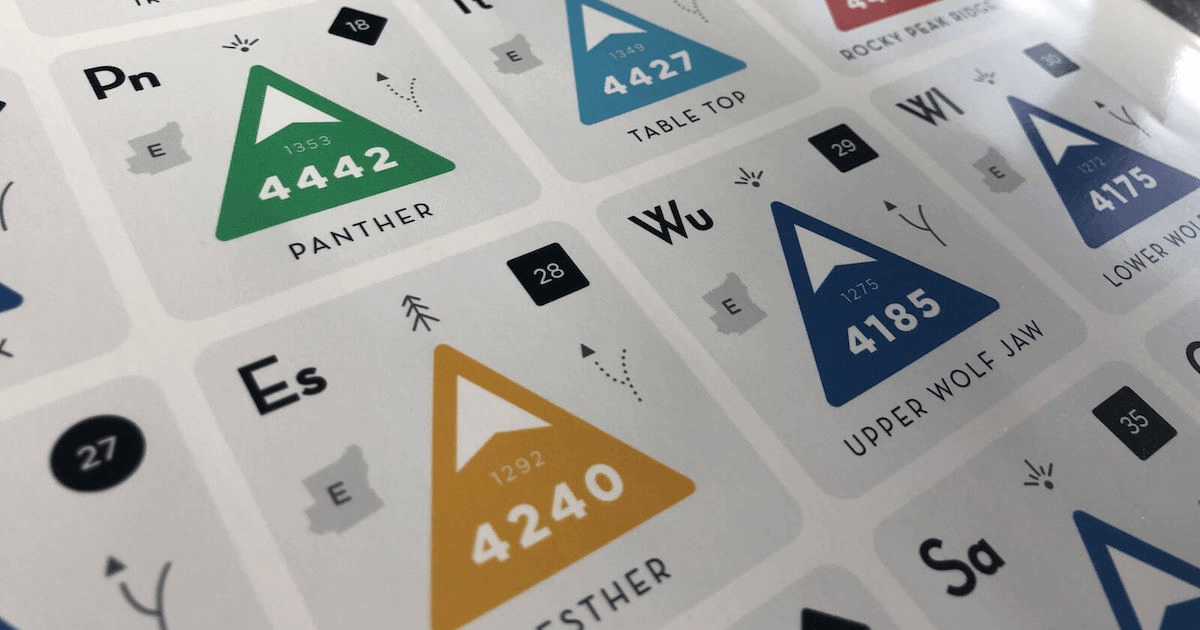 Pn
18
E
1353
4442
PANTHER
E
1349
4427
TABLE TOP
ROCKY PEAK RIDGE
27
Es
28
E
1292
4240
ESTHER
Wu
29
E
1275
4185
UPPER WOLF JAW
Wl
30
E
1272
4175
LOWER
Sa
35